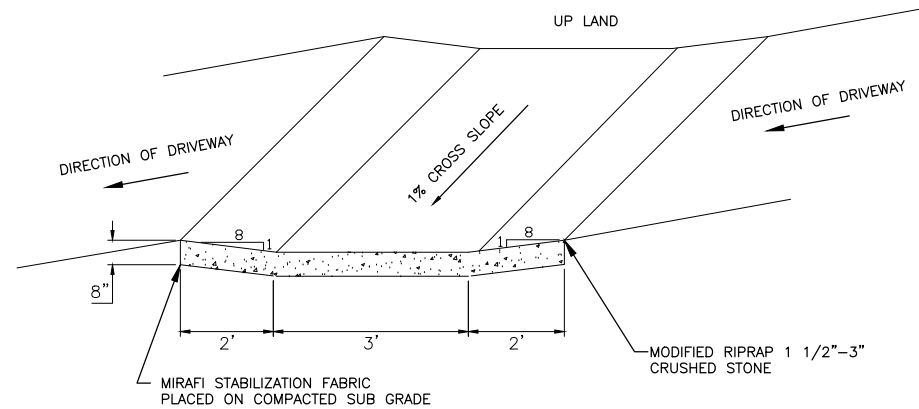 UP LAND
DIRECTION OF DRIVEWAY
DIRECTION OF DRIVEWAY
1% CROSS SLOPE
8
1
1
8
8"
2'
3'
2'
MODIFIED RIPRAP 1 1/2"-3"
CRUSHED STONE
MIRAFI STABILIZATION FABRIC
PLACED ON COMPACTED SUB GRADE